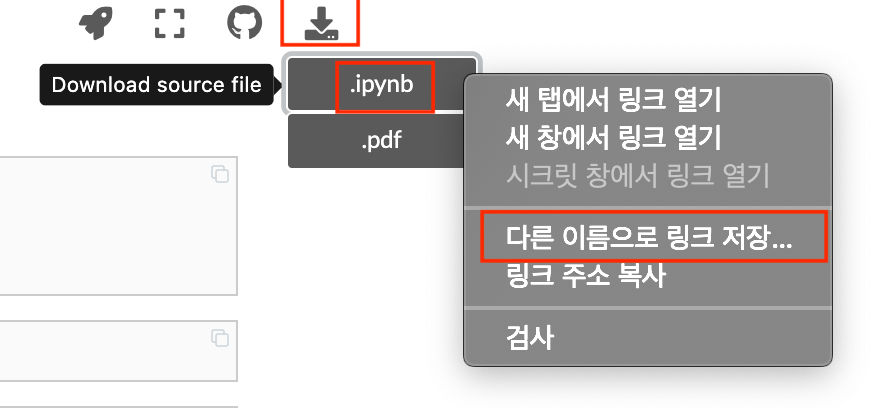 Download source file
.ipynb
.pdf
새 탭에서 링크 열기
새 창에서 링크 열기
시크릿 창에서 링크 열기
다른 이름으로 링크 저장...
링크 주소 복사
검사